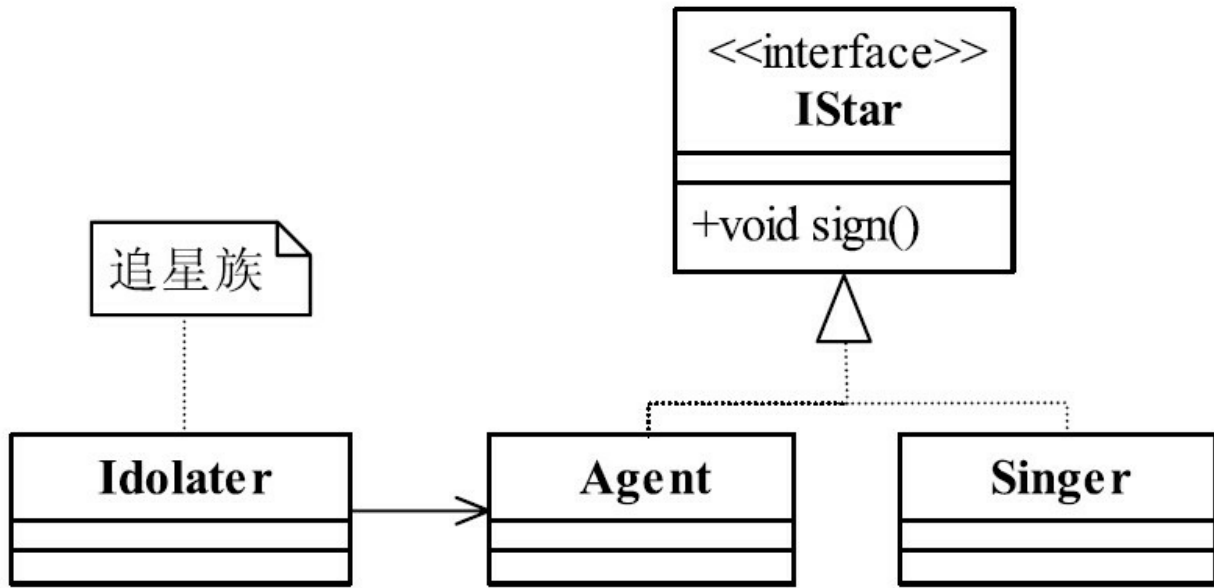 <<interface>>
IStar
+void sign()
追星族
Idolater
Agent
Singer